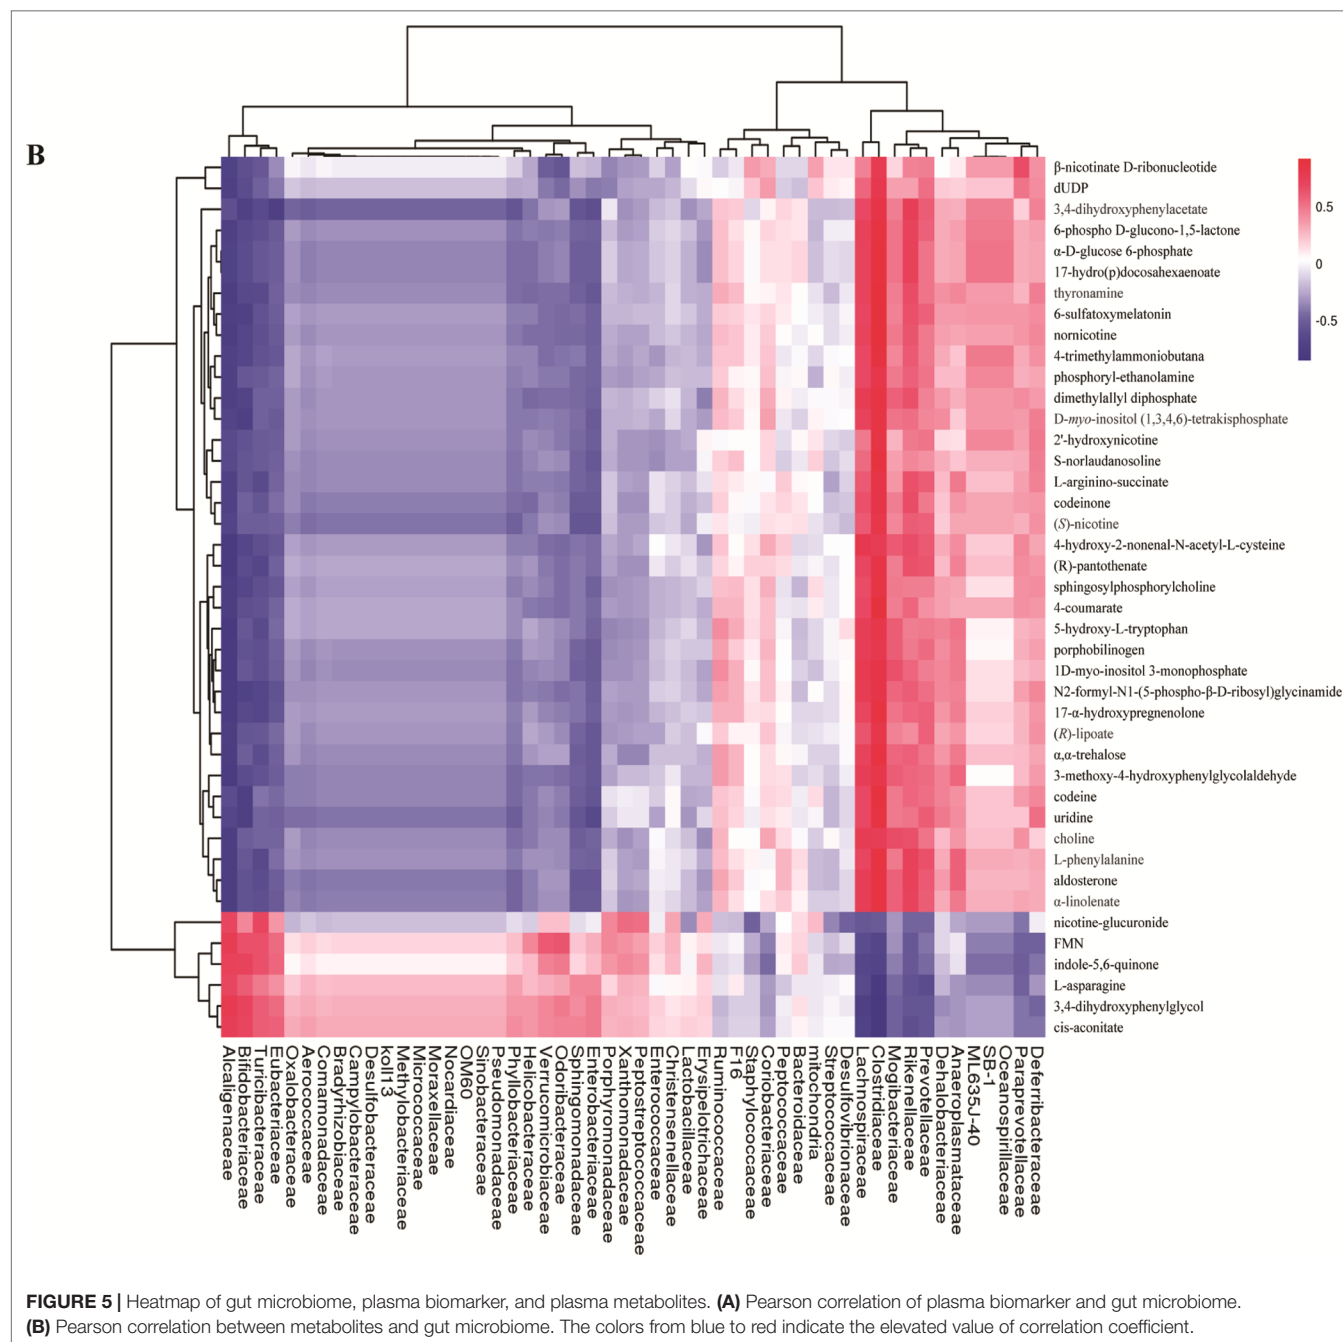 B
β-nicotinate D-ribonucleotide
dUDP
3,4-dihydroxyphenylacetate
6-phospho D-glucono-1,5-lactone
α-D-glucose 6-phosphate
17-hydro(p)docosahexaenoate
thyronamine
6-sulfatoxymelatonin
nornicotine
4-trimethylammoniobutana
phosphoryl-ethanolamine
dimethylallyl diphosphate
D-myo-inositol (1,3,4,6)-tetrakisphosphate
2'-hydroxynicotine
S-norlaudanosoline
L-arginino-succinate
codeinone
(S)-nicotine
4-hydroxy-2-nonenal-N-acetyl-L-cysteine
(R)-pantothenate
sphingosylphosphorylcholine
4-coumarate
5-hydroxy-L-tryptophan
porphobilinogen
1D-myo-inositol 3-monophosphate
N2-formyl-N1-(5-phospho-β-D-ribosyl)glycinamide
17-α-hydroxypregnenolone
(R)-lipoate
α,α-trehalose
3-methoxy-4-hydroxyphenylglycolaldehyde
codeine
uridine
choline
L-phenylalanine
aldosterone
α-linolenate
nicotine-glucuronide
FMN
indole-5,6-quinone
L-asparagine
3,4-dihydroxyphenylglycol
cis-aconitate
0.5
0
-0.5
Alcaligenaceae
Bifidobacteriaceae
Turicibacteraceae
Eubacteriaceae
Oxalobacteraceae
Aerococcaceae
Comamonadaceae
Bradyrhizobiaceae
Campylobacteraceae
Desulfobacteraceae
koll13
Methylobacteriaceae
Micrococcaceae
Moraxellaceae
Nocardiaceae
OM60
Sinobacteraceae
Pseudomonadaceae
Phyllobacteriaceae
Helicobacteraceae
Verrucomicrobiaceae
Odoribacteraceae
Sphingomonadaceae
Enterobacteriaceae
Porphyromonadaceae
Xanthomonadaceae
Peptostreptococcaceae
Enterococcaceae
Christensenellaceae
Lactobacillaceae
Erysipelotrichaceae
Ruminococcaceae
F16
Staphylococcaceae
Coriobacteriaceae
Peptococcaceae
Bacteroidaceae
mitochondria
Streptococcaceae
Desulfovibrionaceae
Lachnospiraceae
Clostridiaceae
Mogibacteriaceae
Rikenellaceae
Prevotellaceae
Dehalobacteriaceae
Anaeroplasmataceae
ML635J-40
SB-1
Oceanospirillaceae
Paraprevotellaceae
Deferribacteraceae
FIGURE 5 | Heatmap of gut microbiome, plasma biomarker, and plasma metabolites. (A) Pearson correlation of plasma biomarker and gut microbiome.
(B) Pearson correlation between metabolites and gut microbiome. The colors from blue to red indicate the elevated value of correlation coefficient.